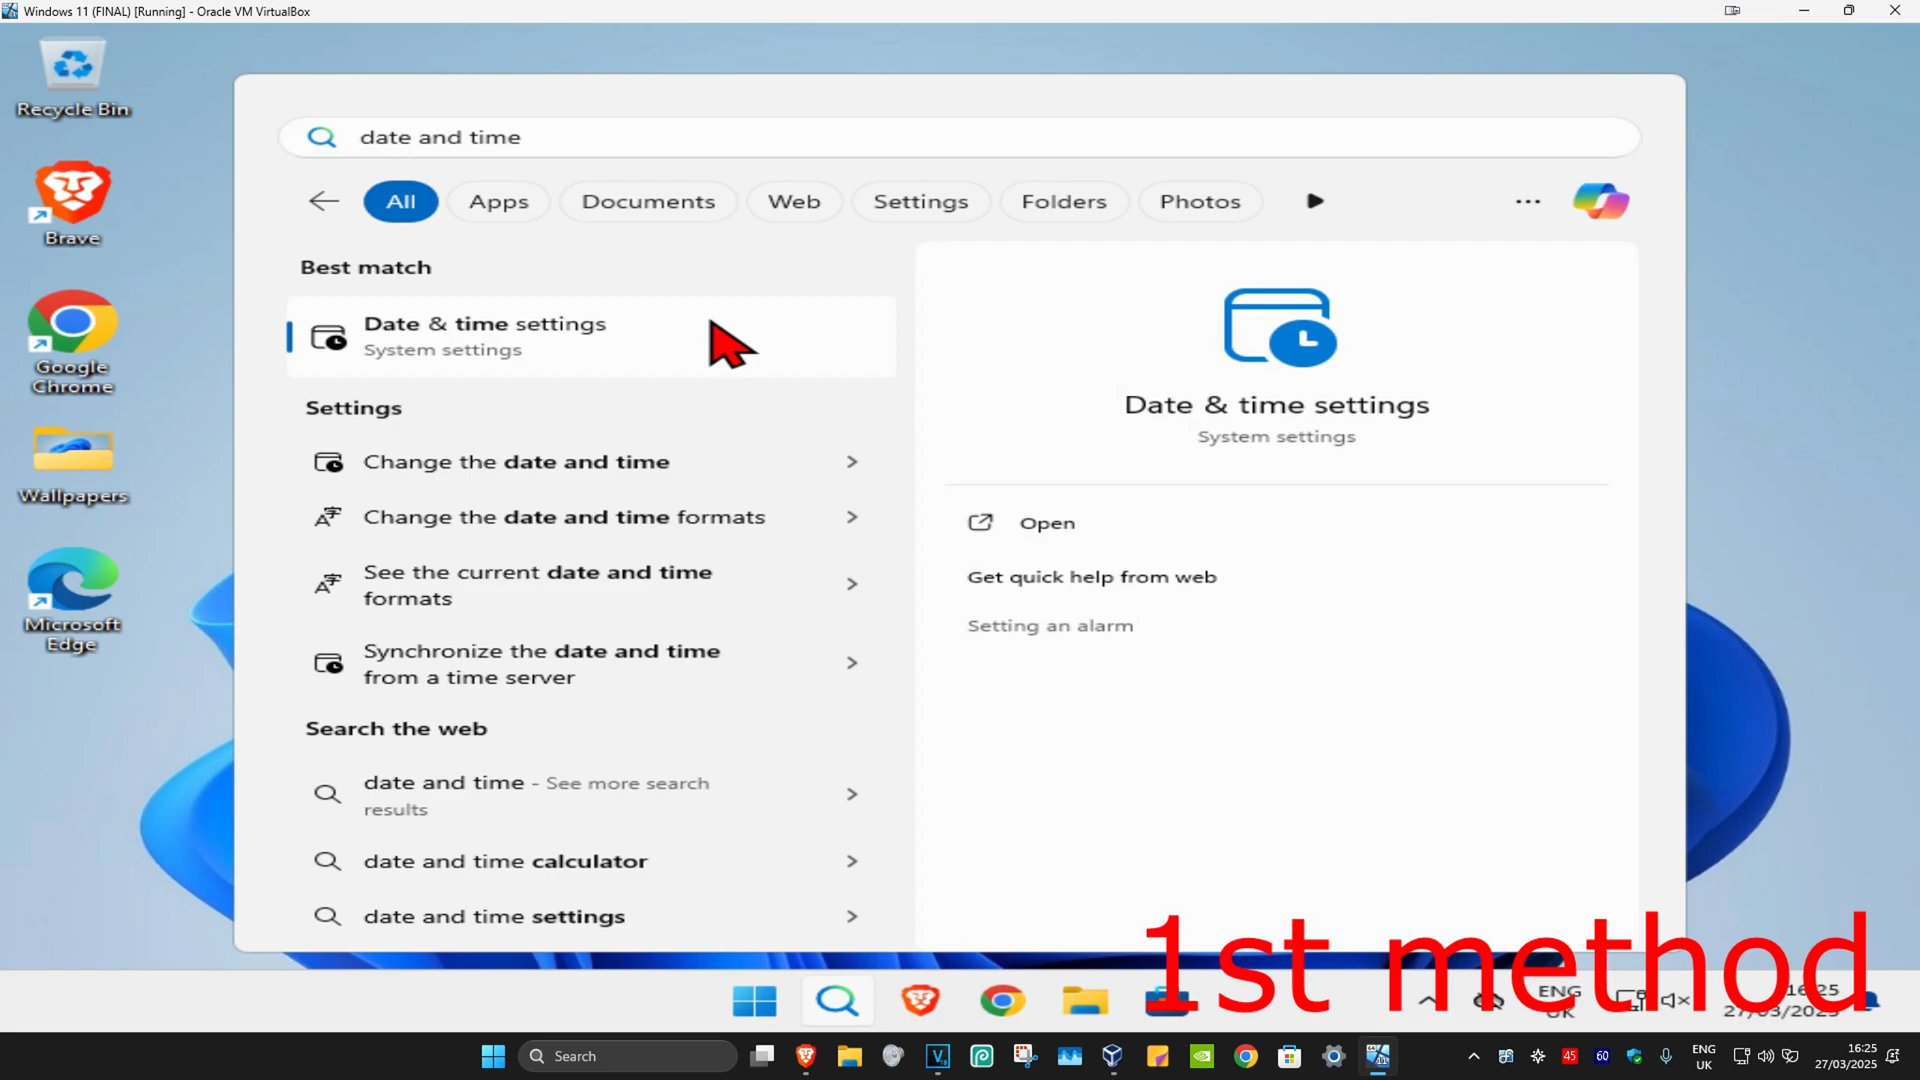 Windows 11 (FINAL) [Running] - Oracle VM VirtualBox
Recycle Bin
Brave
Google
Chrome
Wallpapers
Microsoft
Edge
date and time
All
Apps
Documents
Web
Settings
Folders
Photos
Best match
Date & time settings
System settings
Settings
Change the date and time
Change the date and time formats
See the current date and time
formats
Synchronize the date and time
from a time server
Search the web
date and time - See more search
results
date and time calculator
date and time settings
Date & time settings
System settings
Open
Get quick help from web
Setting an alarm
1st method
ENG
UK
16:25
27/03/2025
Search
45
60
ENG
UK
16:25
27/03/2025